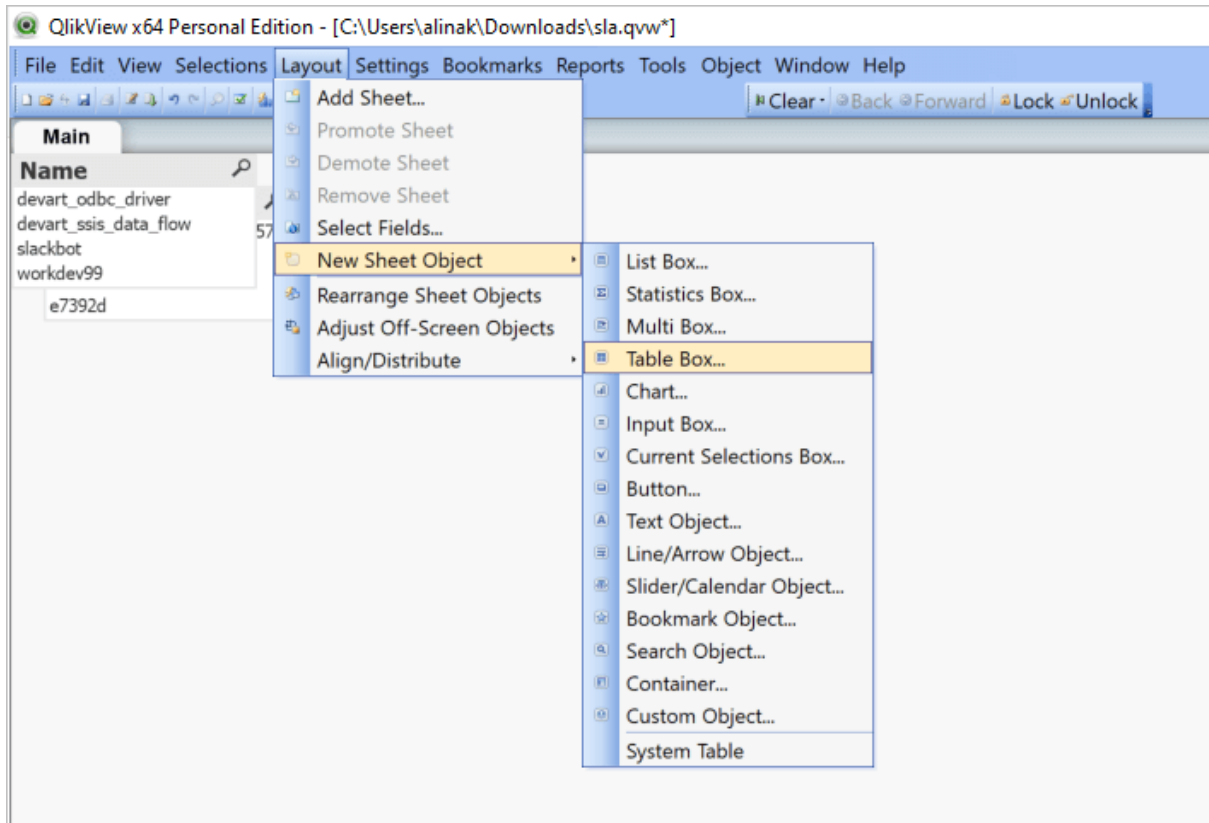 QlikView x64 Personal Edition - [C:\Users\alinak\Downloads\sla.qvw*]
File Edit View Selections Layout Settings Bookmarks Reports Tools Object Window Help
Clear Back Forward Lock Unlock
Main
Name
devart_odbc_driver
devart_ssis_data_flow
slackbot
workdev99
57
e7392d
Add Sheet...
Promote Sheet
Demote Sheet
Remove Sheet
Select Fields...
New Sheet Object
Rearrange Sheet Objects
Adjust Off-Screen Objects
Align/Distribute
List Box...
Statistics Box...
Multi Box...
Table Box...
Chart...
Input Box...
Current Selections Box...
Button...
Text Object...
Line/Arrow Object...
Slider/Calendar Object...
Bookmark Object...
Search Object...
Container...
Custom Object...
System Table